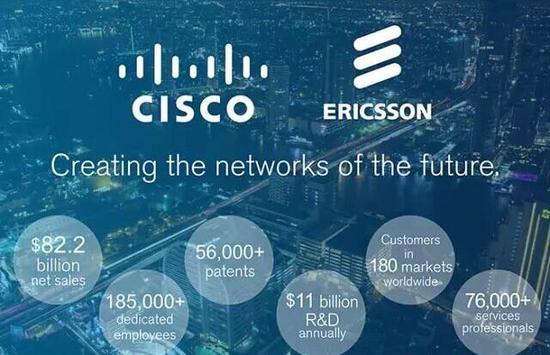 CISCO
ERICSSON
Creating the networks of the future.
$82.2
billion
net sales
185,000+
dedicated
employees
56,000+
patents
$11 billion
R&D
annually
Customers
in
180 markets
worldwide
76,000+
services
professionals